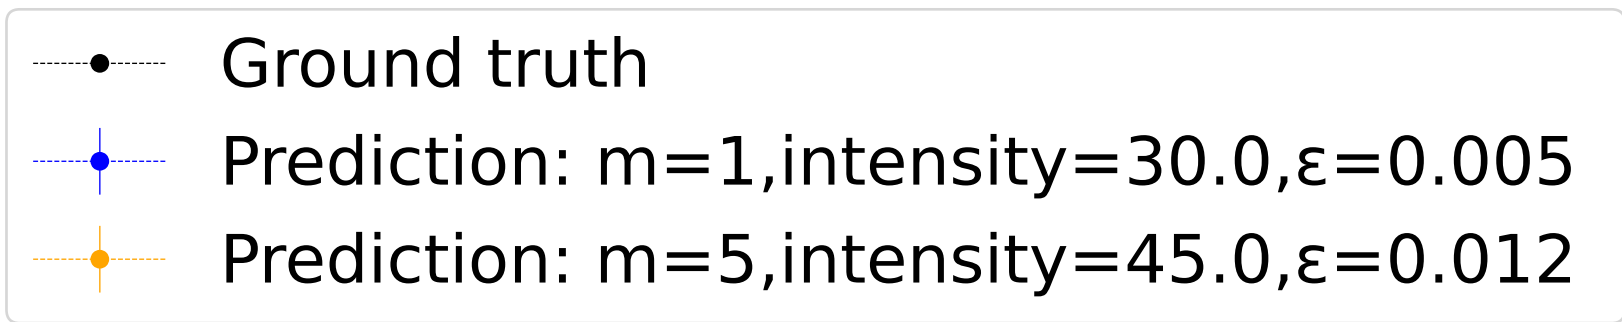 Ground truth
Prediction: m=1,intensity=30.0,ε=0.005
Prediction: m=5,intensity=45.0,ε=0.012